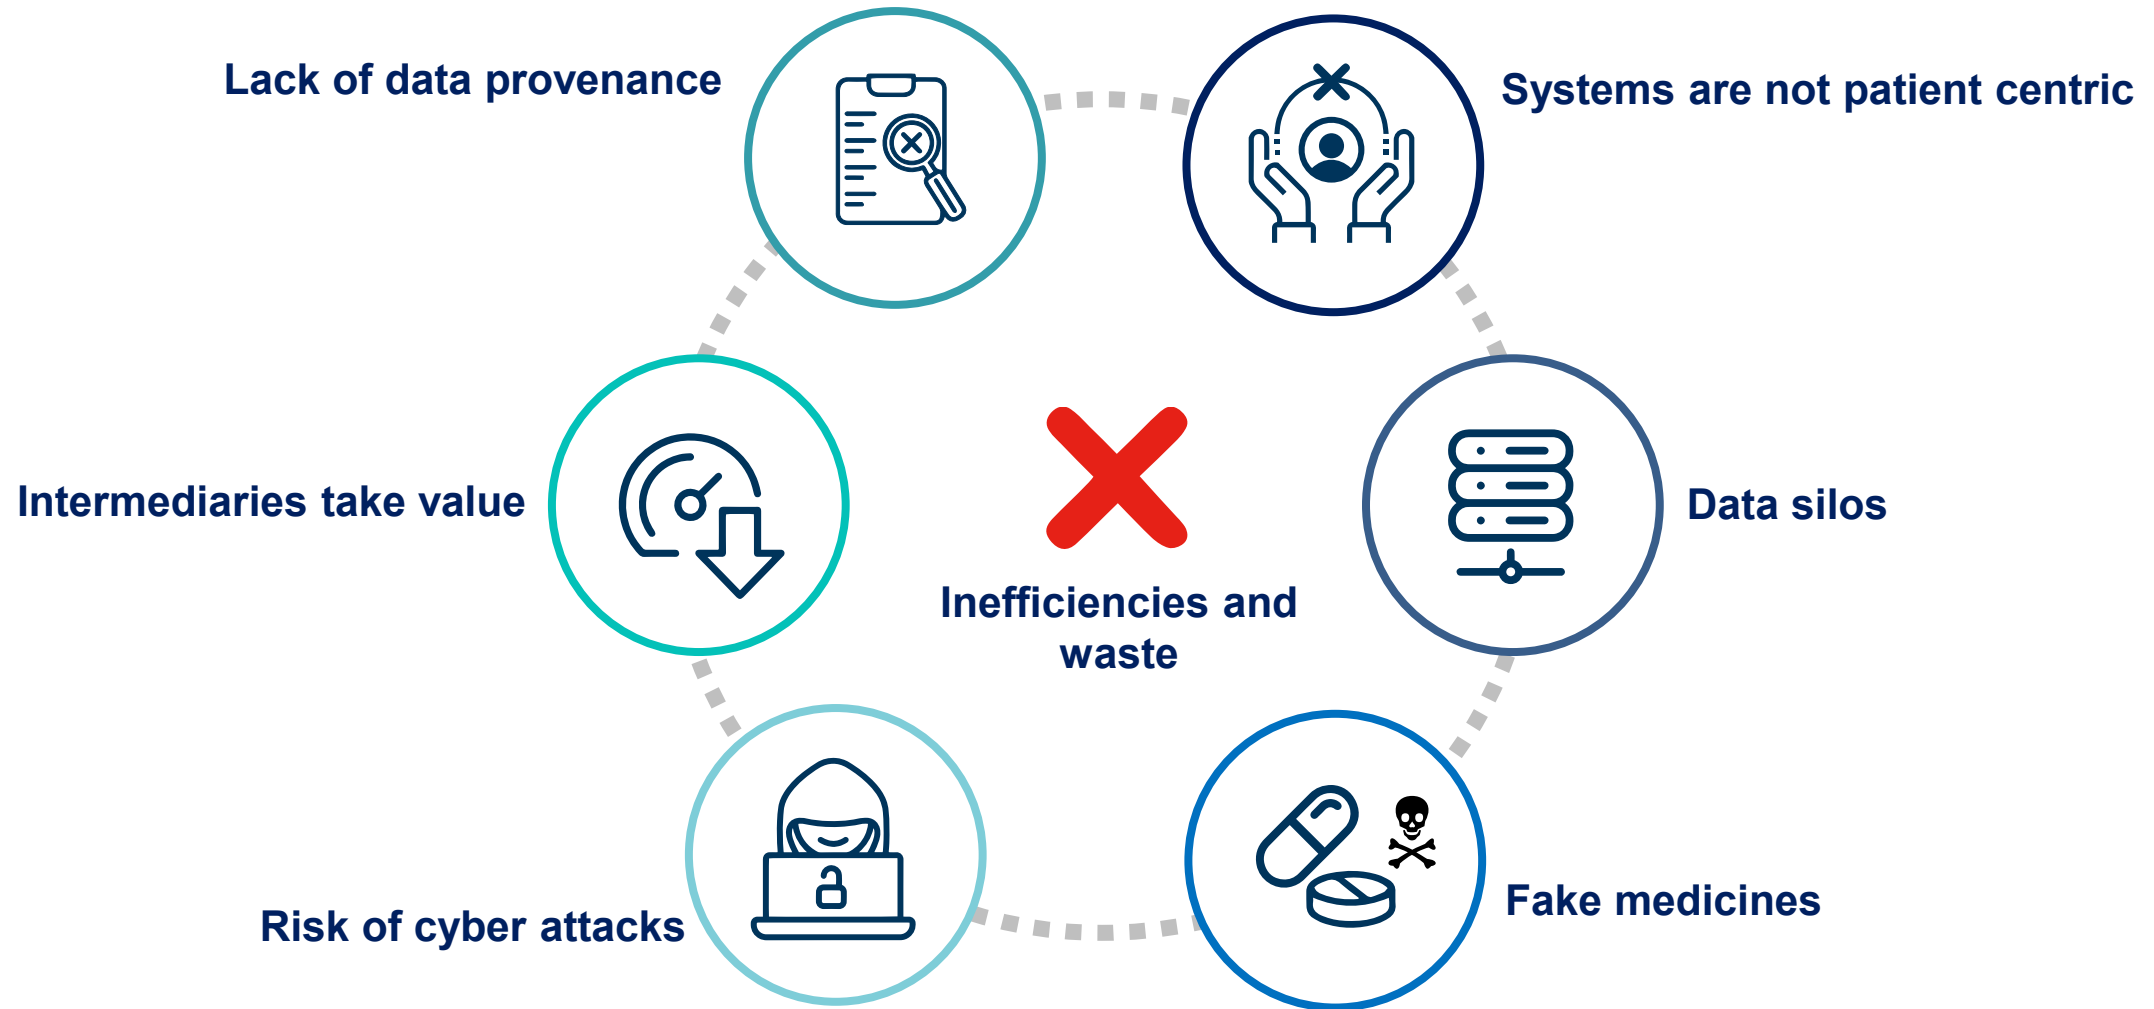 Lack of data provenance
Systems are not patient centric
Intermediaries take value
Data silos
Inefficiencies and
waste
Risk of cyber attacks
Fake medicines